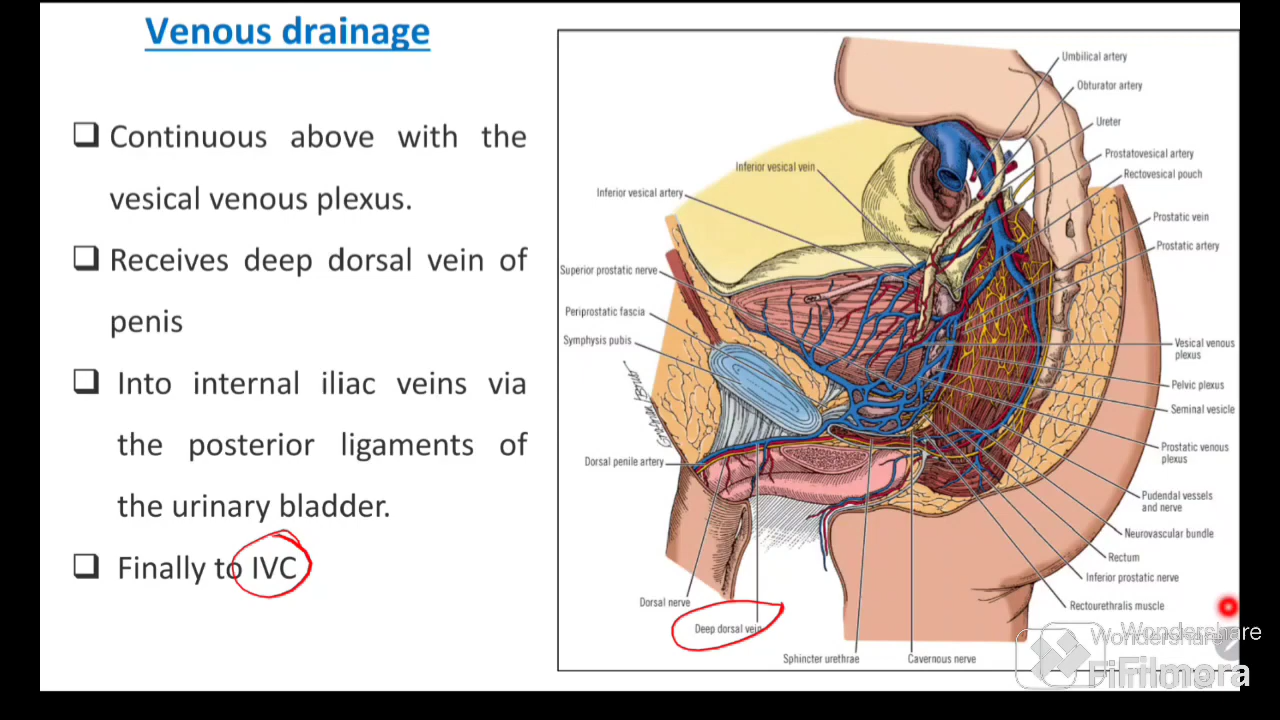 Venous drainage
❑ Continuous above with the
vesical venous plexus.
❑ Receives deep dorsal vein of
penis
❑ Into internal iliac veins via
the posterior ligaments of
the urinary bladder.
❑ Finally to IVC
Umbilical artery
Obturator artery
Ureter
Prostatovesical artery
Rectovesical pouch
Prostatic vein
Prostatic artery
Inferior vesical vein
Inferior vesical artery
Superior prostatic nerve
Periprostatic fascia
Symphysis pubis
Vesical venous
plexus
Pelvic plexus
Seminal vesicle
Prostatic venous
plexus
Dorsal penile artery
Pudendal vessels
and nerve
Neurovascular bundle
Rectum
Inferior prostatic nerve
Rectourethralis muscle
Dorsal nerve
Deep dorsal vein
Sphincter urethrae
Cavernous nerve
Wondershare
Filmora